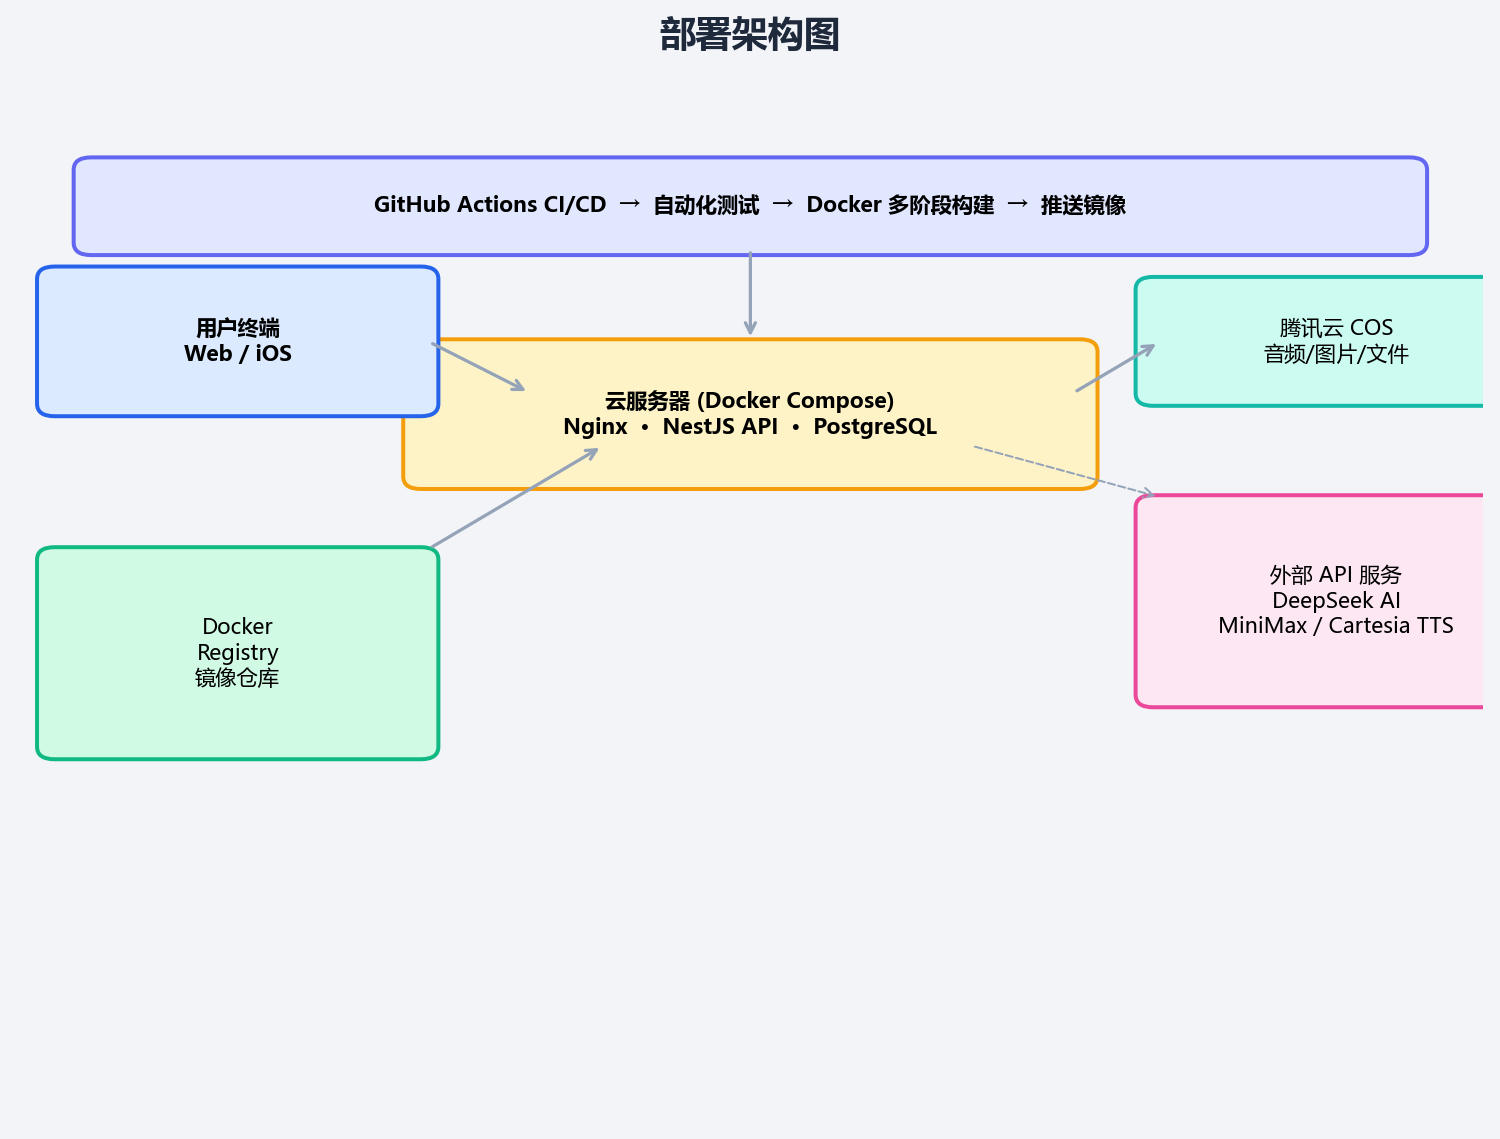 部署架构图
GitHub Actions CI/CD → 自动化测试 → Docker 多阶段构建 → 推送镜像
用户终端
Web / iOS
腾讯云 COS
音频/图片/文件
云服务器 (Docker Compose)
Nginx • NestJS API • PostgreSQL
Docker
Registry
镜像仓库
外部 API 服务
DeepSeek AI
MiniMax / Cartesia TTS